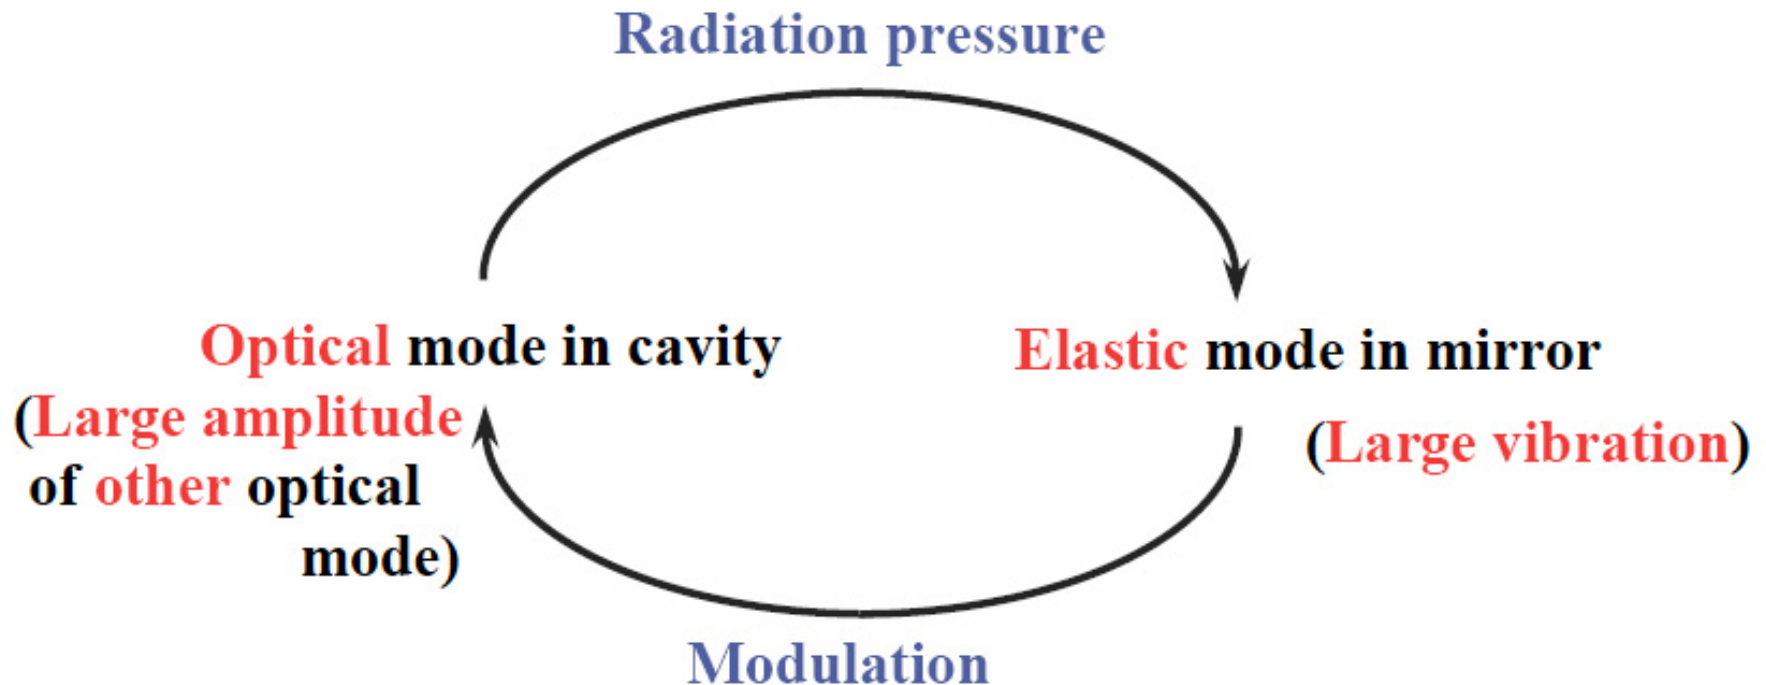 Radiation pressure
Optical mode in cavity
(Large amplitude
of other optical
mode)
Elastic mode in mirror
(Large vibration)
Modulation